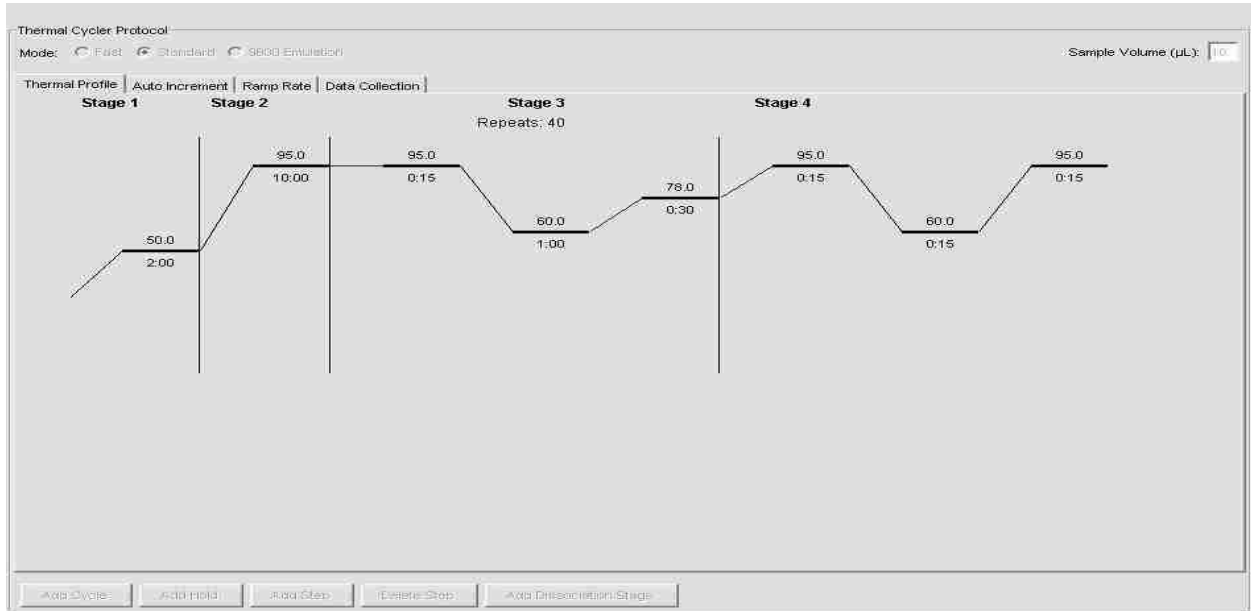 Thermal Cycler Protocol
Mode: Fast Standard 9600 Emulation Sample Volume (µL): 10
Thermal Profile Auto Increment Ramp Rate Data Collection
Stage 1 Stage 2 Stage 3 Stage 4
Repeats: 40
95.0 95.0 95.0 95.0
10:00 0:15 0:15 0:15
78.0
0:30
60.0 60.0
1:00 0:15
50.0
2:00
Add Cycle Add Hold Add Step Delete Step Add Dissociation Stage